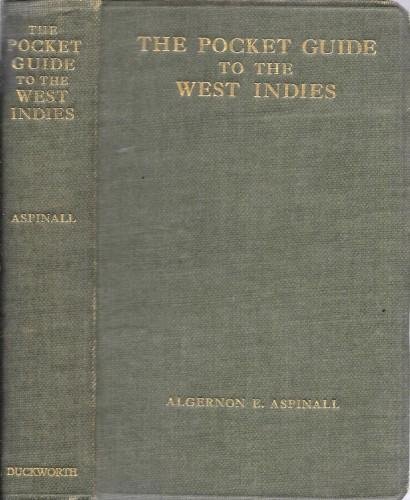 THE
POCKET
GUIDE
TO THE
WEST
INDIES
ASPINALL
DUCKWORTH
THE POCKET GUIDE
TO THE
WEST INDIES
ALGERNON E. ASPINALL